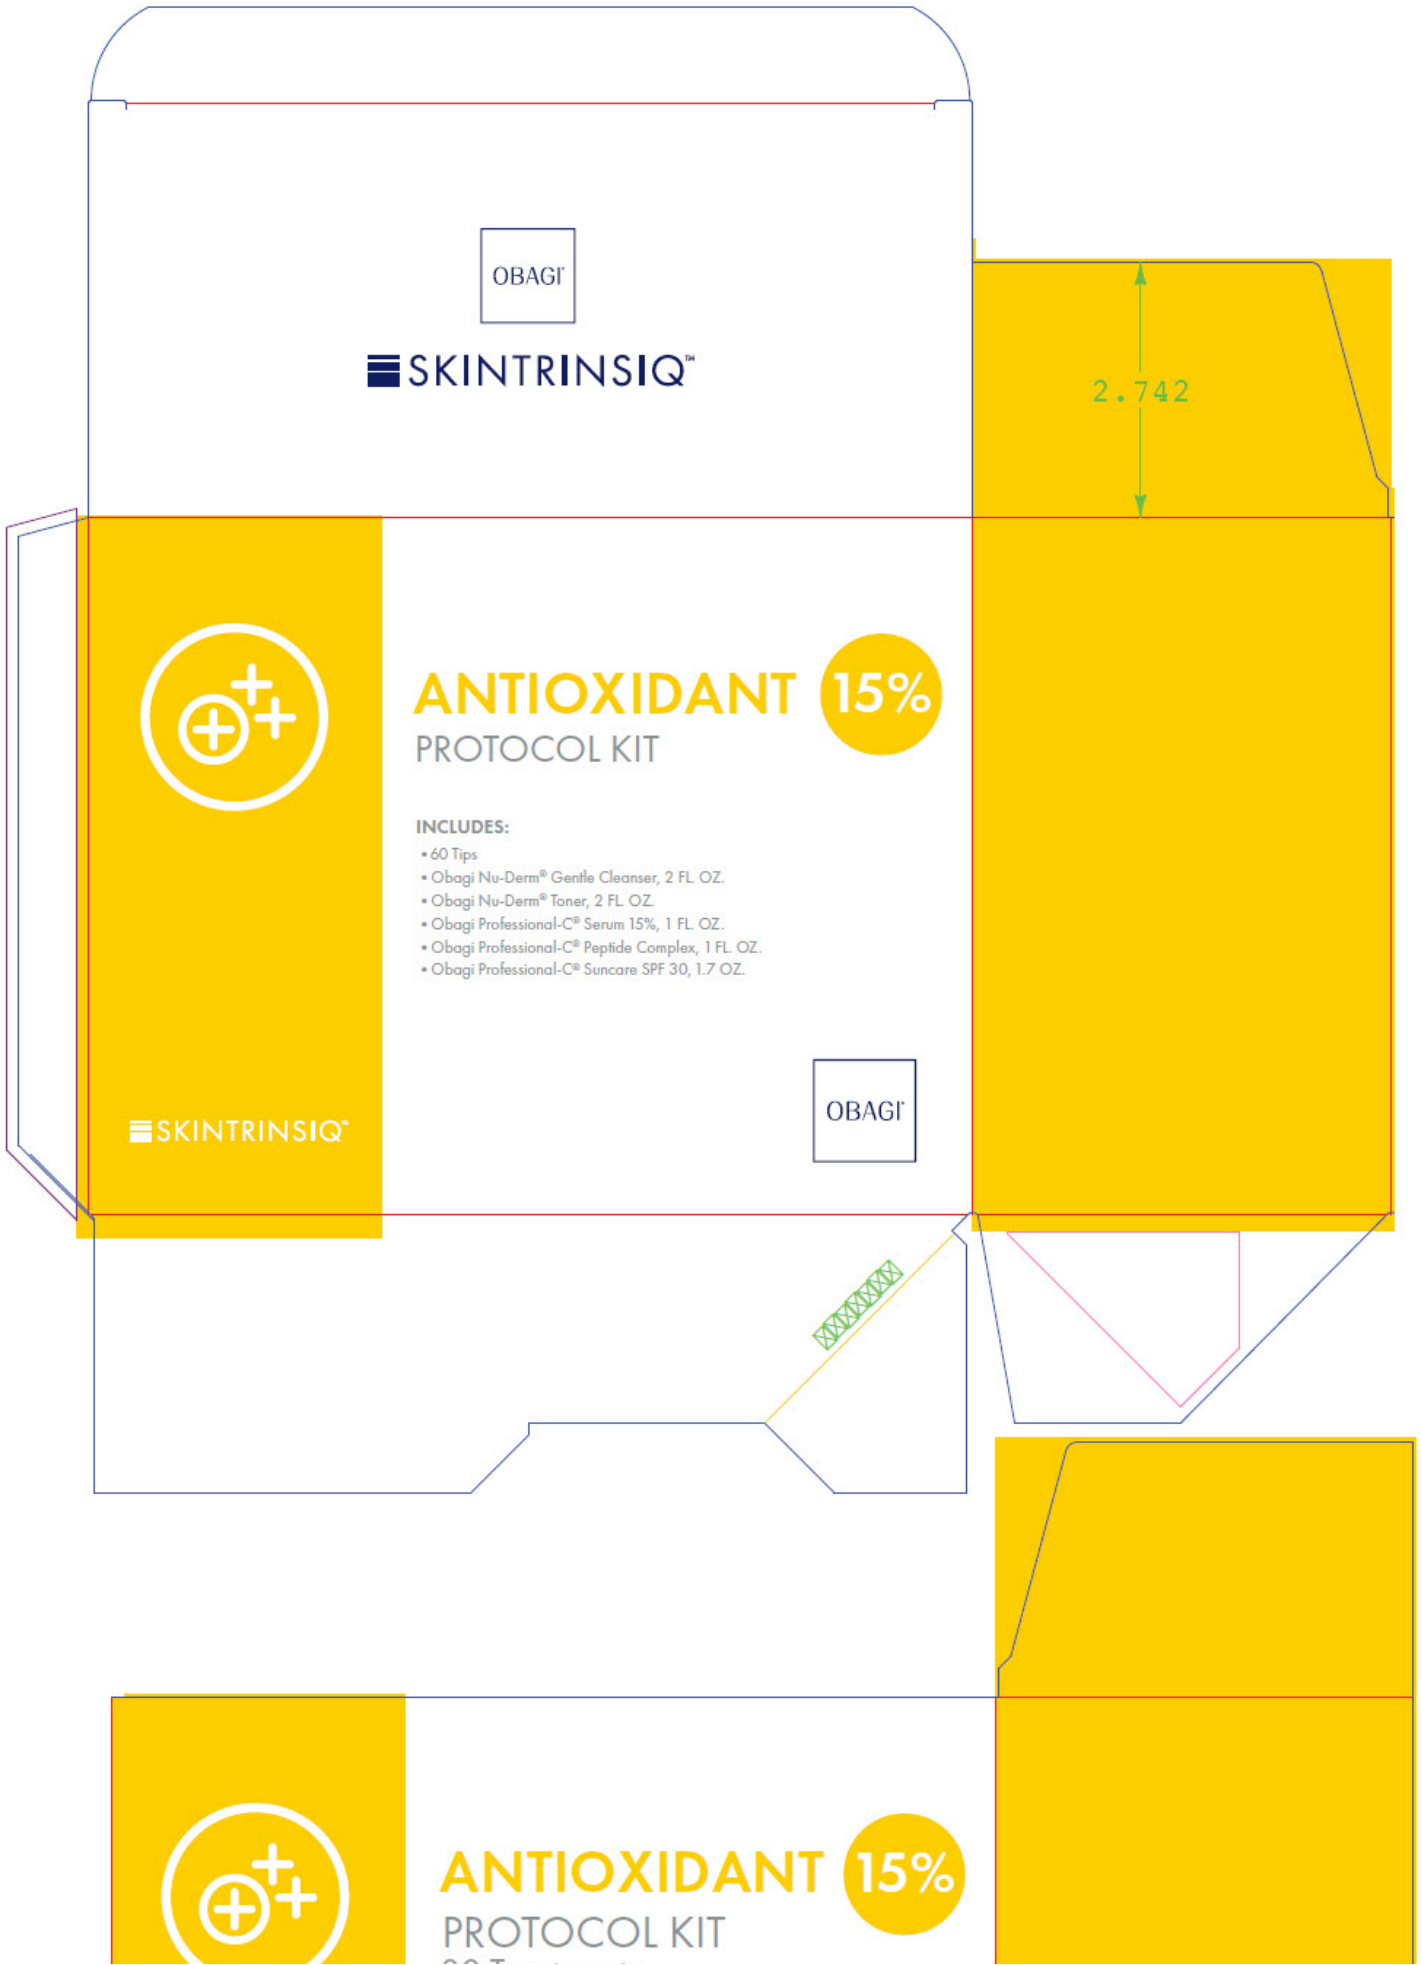 OBAGI
SKINTRINSIQ™
2.742
ANTIOXIDANT 15%
PROTOCOL KIT
INCLUDES:
• 60 Tips
• Obagi Nu-Derm® Gentle Cleanser, 2 FL. OZ.
• Obagi Nu-Derm® Toner, 2 FL. OZ.
• Obagi Professional-C® Serum 15%, 1 FL. OZ.
• Obagi Professional-C® Peptide Complex, 1 FL. OZ.
• Obagi Professional-C® Suncare SPF 30, 1.7 OZ.
OBAGI
SKINTRINSIQ™
ANTIOXIDANT 15%
PROTOCOL KIT